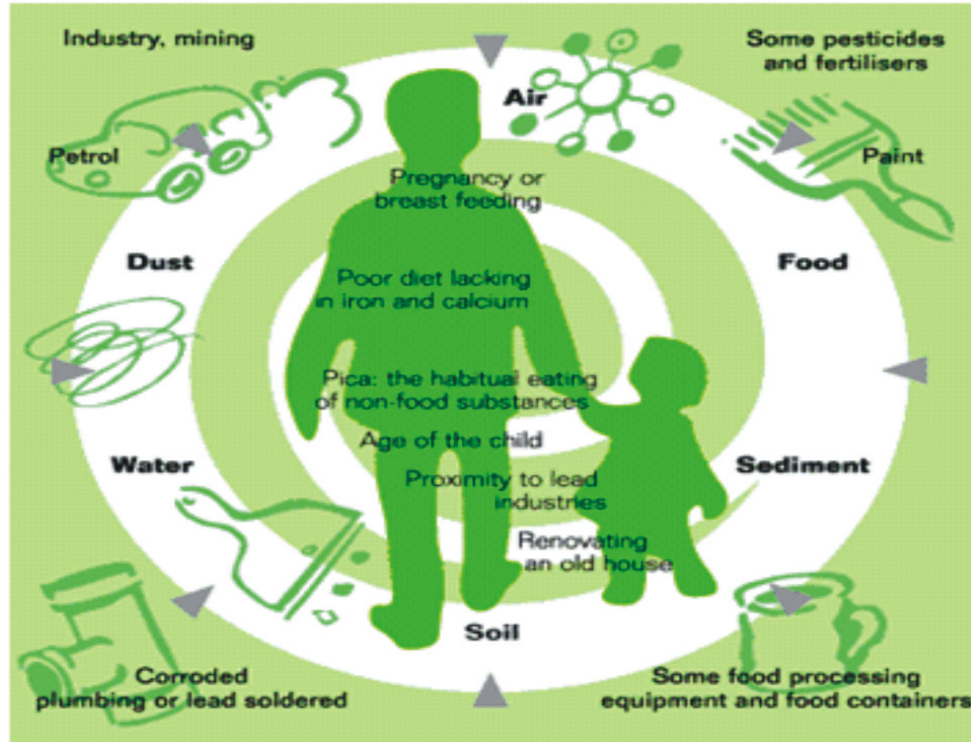 Industry, mining
Some pesticides
and fertilisers
Air
Petrol
Paint
Pregnancy or
breast feeding
Dust
Food
Poor diet lacking
in iron and calcium
Pica: the habitual eating
of non-food substances
Age of the child
Water
Sediment
Proximity to lead
industries
Renovating
an old house
Soil
Corroded
plumbing or lead soldered
Some food processing
equipment and food containers